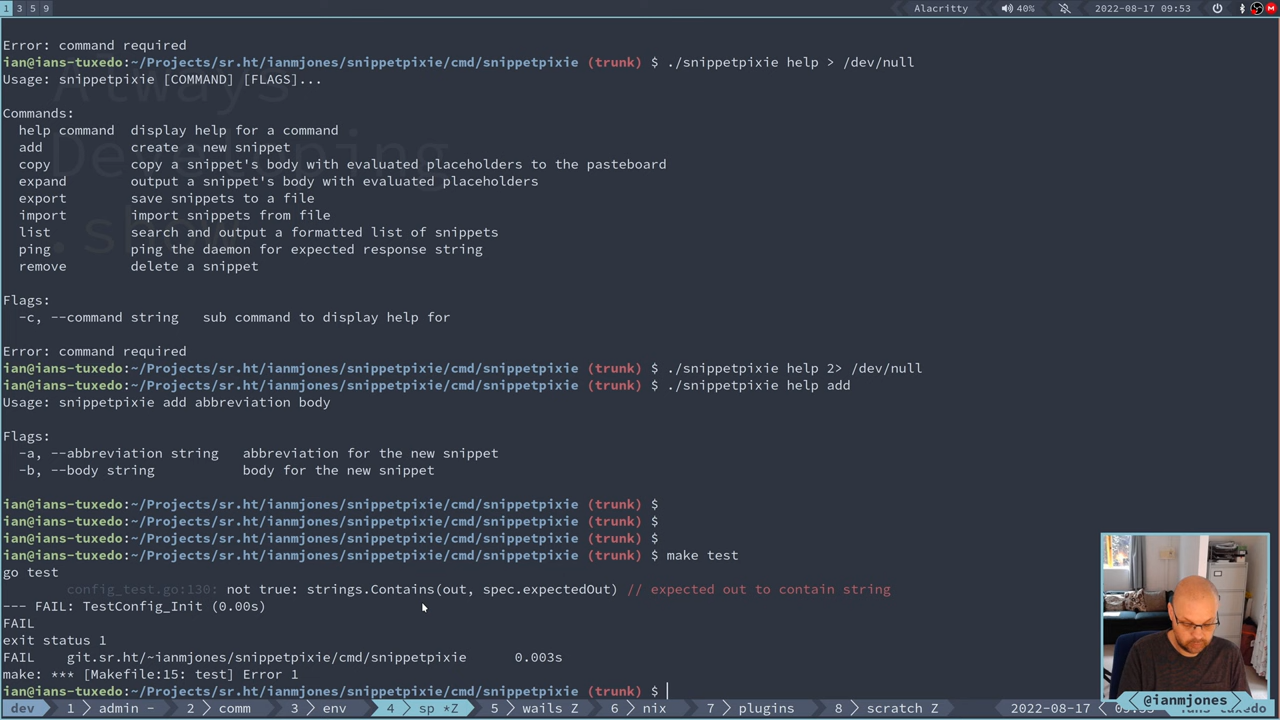 1 3 5 9
Alacritty
40%
2022-08-17 09:53
Error: command required
ian@ians-tuxedo:~/Projects/sr.ht/ianmjones/snippetpixie/cmd/snippetpixie (trunk) $ ./snippetpixie help > /dev/null
Usage: snippetpixie [COMMAND] [FLAGS]...
Always
Developing
.show
Commands:
help command display help for a command
add create a new snippet
copy copy a snippet's body with evaluated placeholders to the pasteboard
expand output a snippet's body with evaluated placeholders
export save snippets to a file
import import snippets from file
list search and output a formatted list of snippets
ping ping the daemon for expected response string
remove delete a snippet
Flags:
-c, --command string sub command to display help for
Error: command required
ian@ians-tuxedo:~/Projects/sr.ht/ianmjones/snippetpixie/cmd/snippetpixie (trunk) $ ./snippetpixie help 2> /dev/null
ian@ians-tuxedo:~/Projects/sr.ht/ianmjones/snippetpixie/cmd/snippetpixie (trunk) $ ./snippetpixie help add
Usage: snippetpixie add abbreviation body
Flags:
-a, --abbreviation string abbreviation for the new snippet
-b, --body string body for the new snippet
ian@ians-tuxedo:~/Projects/sr.ht/ianmjones/snippetpixie/cmd/snippetpixie (trunk) $
ian@ians-tuxedo:~/Projects/sr.ht/ianmjones/snippetpixie/cmd/snippetpixie (trunk) $
ian@ians-tuxedo:~/Projects/sr.ht/ianmjones/snippetpixie/cmd/snippetpixie (trunk) $
ian@ians-tuxedo:~/Projects/sr.ht/ianmjones/snippetpixie/cmd/snippetpixie (trunk) $ make test
go test
config_test.go:130: not true: strings.Contains(out, spec.expectedOut) // expected out to contain string
--- FAIL: TestConfig_Init (0.00s)
FAIL
exit status 1
FAIL git.sr.ht/~ianmjones/snippetpixie/cmd/snippetpixie 0.003s
make: *** [Makefile:15: test] Error 1
ian@ians-tuxedo:~/Projects/sr.ht/ianmjones/snippetpixie/cmd/snippetpixie (trunk) $
@ianmjones
dev 1 admin - 2 comm 3 env 4 sp *Z 5 wails Z 6 nix 7 plugins 8 scratch Z 2022-08-17